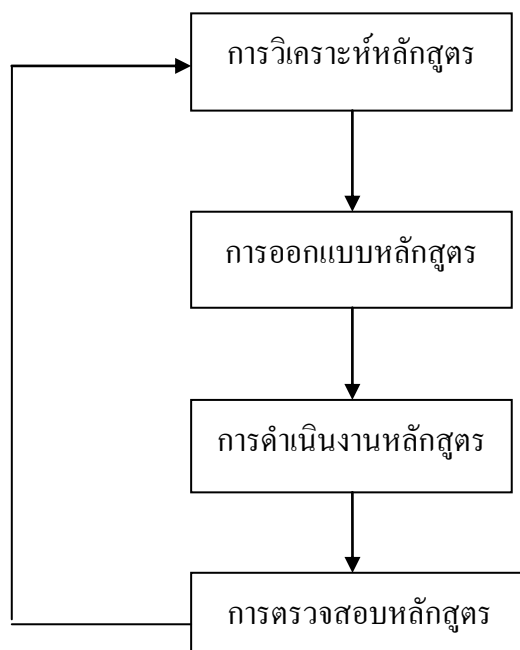 การวิเคราะห์หลักสูตร
การออกแบบหลักสูตร
การดำเนินงานหลักสูตร
การตรวจสอบหลักสูตร